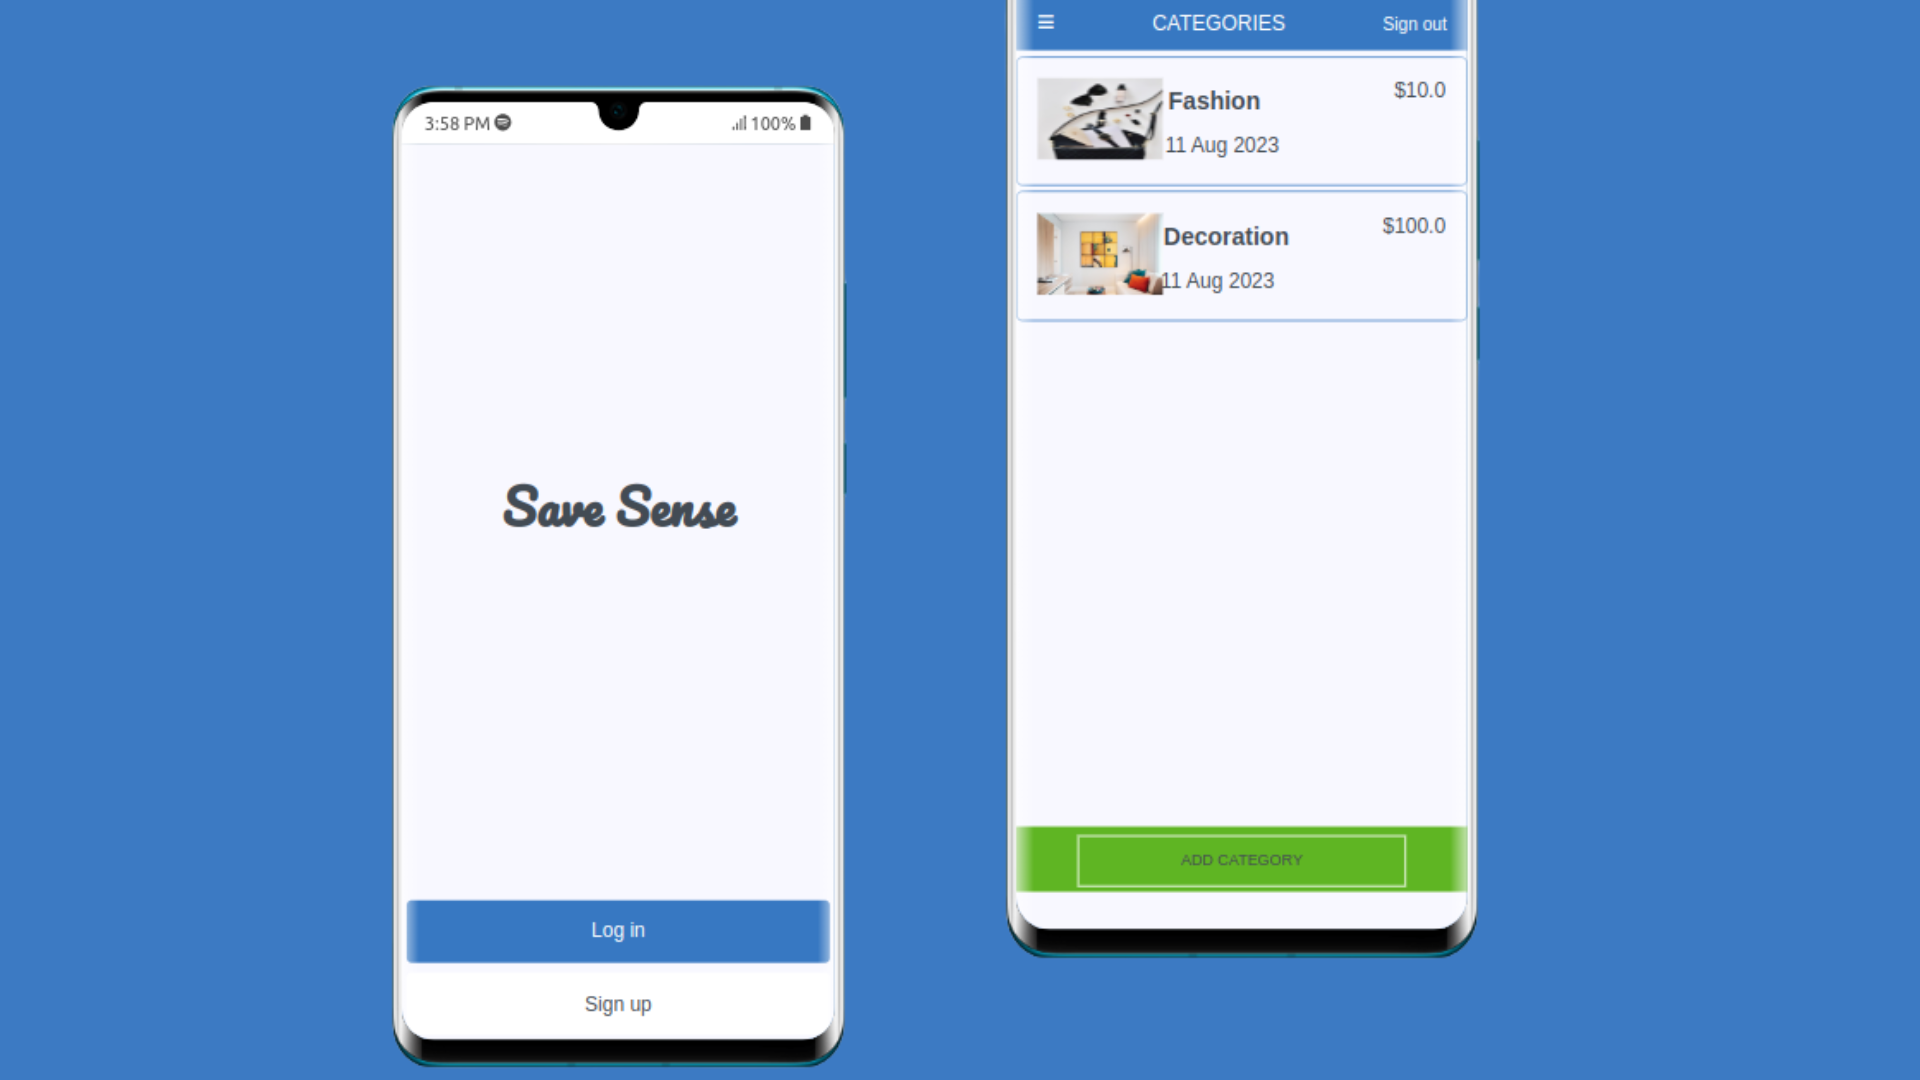 3:58 PM
100%
Save Sense
Log in
Sign up
CATEGORIES
Sign out
Fashion
$10.0
11 Aug 2023
Decoration
$100.0
11 Aug 2023
ADD CATEGORY